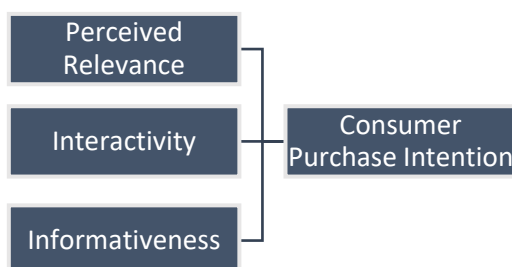 Perceived
Relevance
Interactivity
Consumer
Purchase Intention
Informativeness